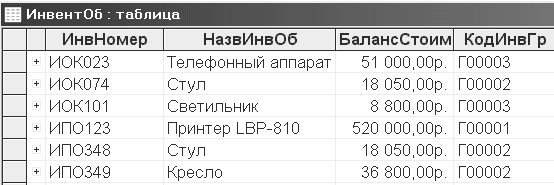 ИнвентОб : таблица
ИнвНомер НазвИнвОб БалансСтоим КодИнвГр
+ ИОК023 Телефонный аппарат 51 000,00р. Г00003
+ ИОК074 Стул 18 050,00р. Г00002
+ ИОК101 Светильник 8 800,00р. Г00003
+ ИПО123 Принтер LBP-810 520 000,00р. Г00001
+ ИПО348 Стул 18 050,00р. Г00002
+ ИПО349 Кресло 36 800,00р. Г00002